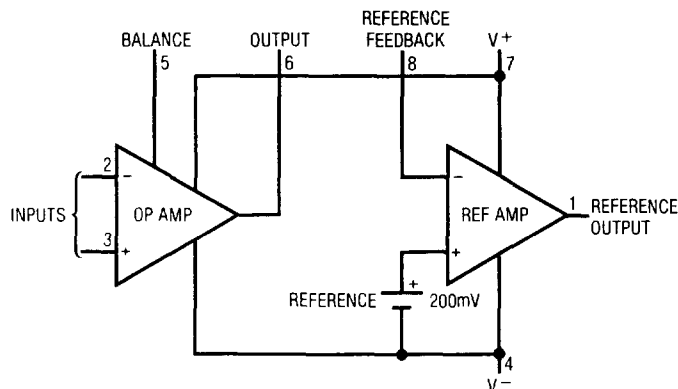 REFERENCE
FEEDBACK
BALANCE
OUTPUT
V+
5
6
8
7
2
−
OP AMP
INPUTS
3
+
−
REF AMP
1
REFERENCE
OUTPUT
+
+
REFERENCE
200mV
4
V−